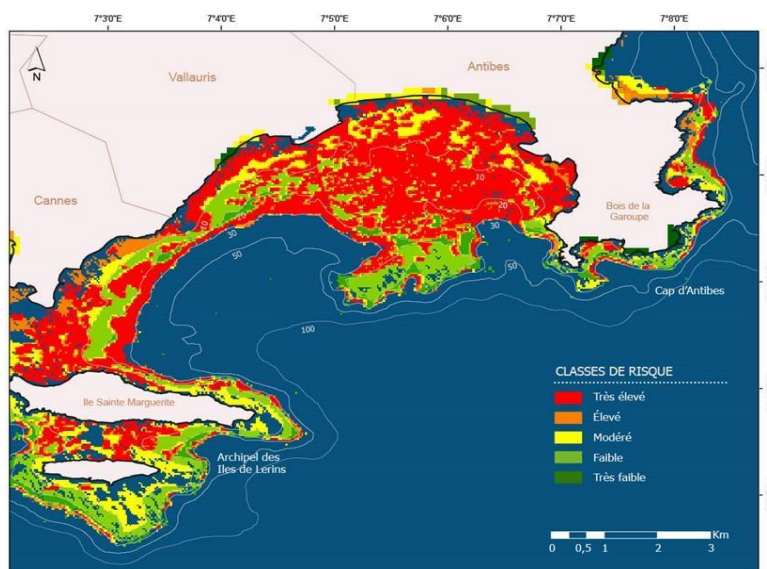 7°3'0"E 7°4'0"E 7°5'0"E 7°6'0"E 7°7'0"E 7°8'0"E
N
Vallauris
Antibes
Cannes
Bois de la
Garoupe
10
20
30
50
10
20
30
50
100
Cap d'Antibes
Ile Sainte Marguerite
Archipel des
Iles de Lerins
CLASSES DE RISQUE
Très élevé
Élevé
Modéré
Faible
Très faible
Km
0 0,5 1 2 3